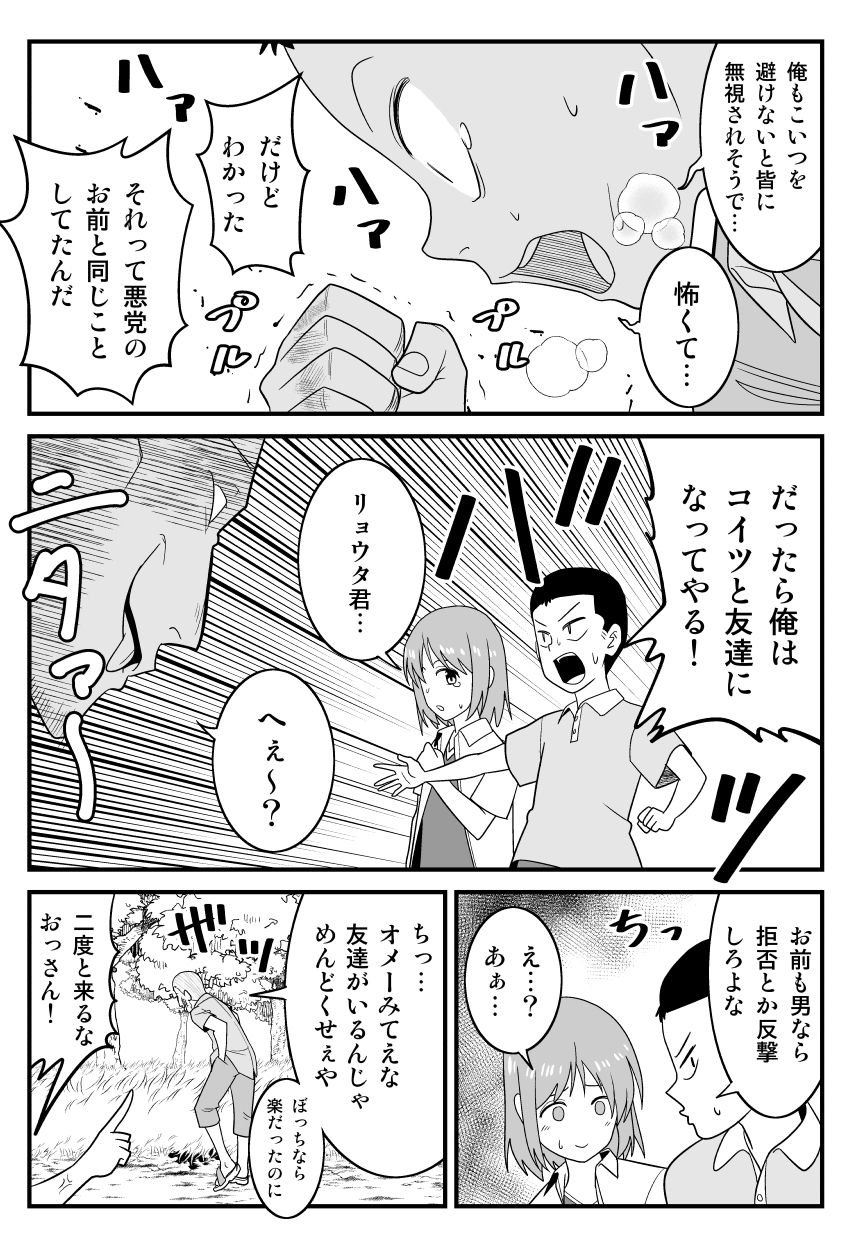 俺もこいつを
避けないと皆に
無視されそうで…
怖くて…
ハァ
ハァ
ハァ
だけど
わかった
それって悪党の
お前と同じこと
してたんだ
プル
プル
だったら俺は
コイツと友達に
なってやる！
バッ
リョウタ君…
へぇ～？
ニタァー
ツ
お前も男なら
拒否とか反撃
しろよな
ちっ
え…？
あぁ…
ちっ…
オメーみてえな
友達がいるんじゃ
めんどくせぇや
ぼっちなら
楽だったのに
ザッ
二度と来るな
おっさん！